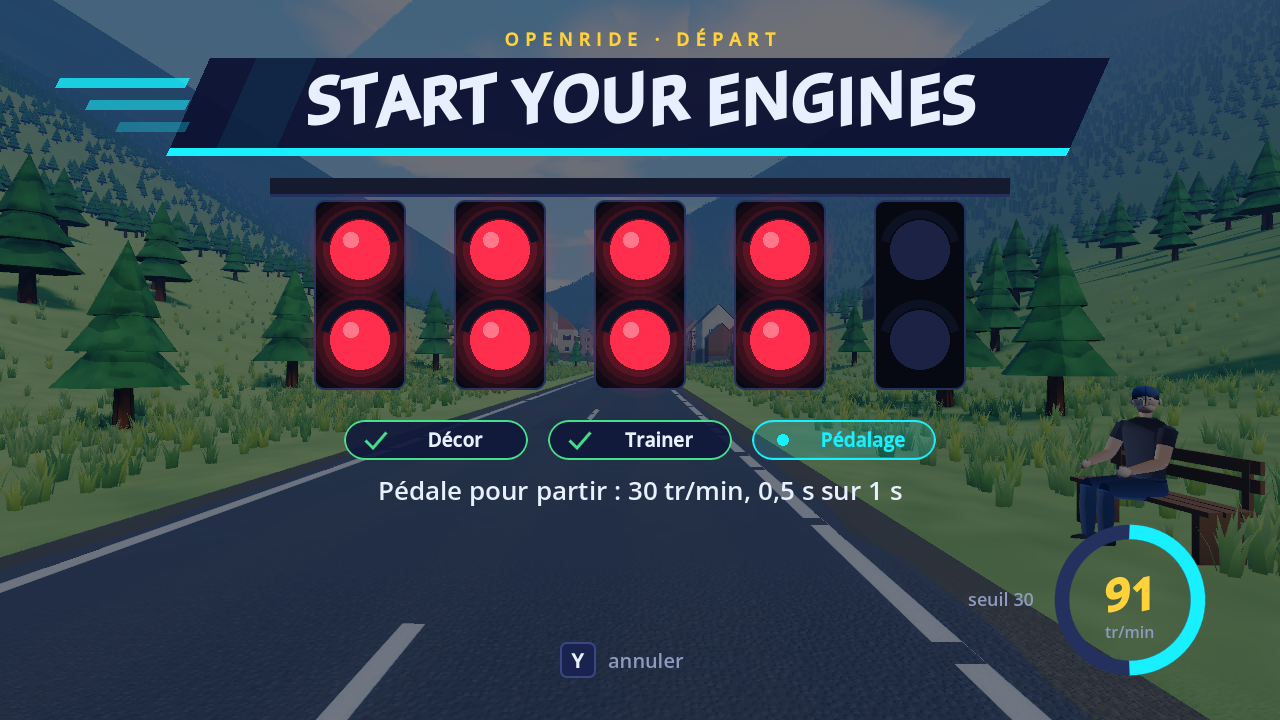 OPENRIDE · DÉPART
START YOUR ENGINES
Décor
Trainer
Pédalage
Pédale pour partir : 30 tr/min, 0,5 s sur 1 s
seuil 30
91
tr/min
Y annuler